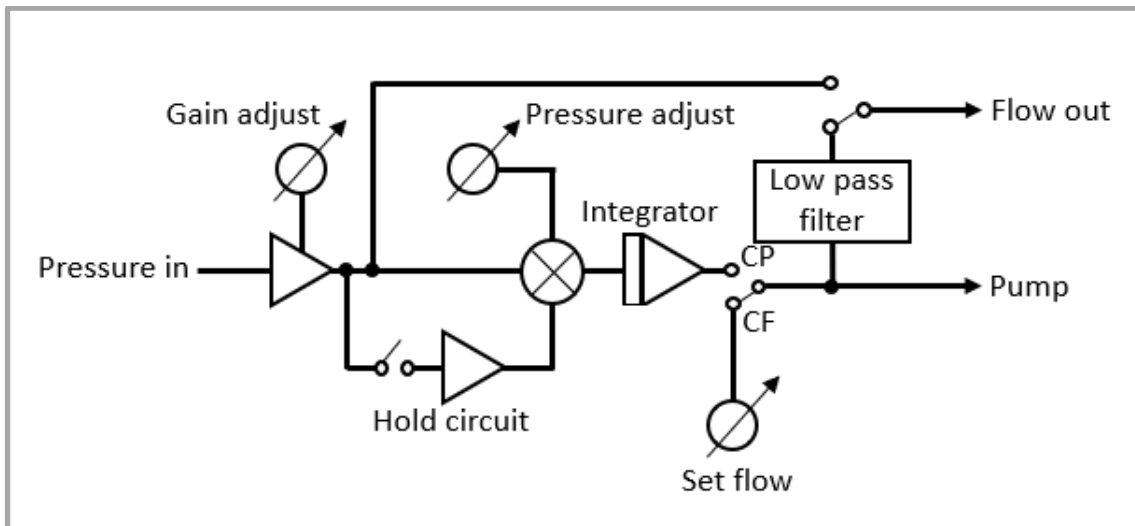 Gain adjust
Pressure adjust
Flow out
Low pass
filter
Integrator
Pressure in
CP
Pump
CF
Hold circuit
Set flow